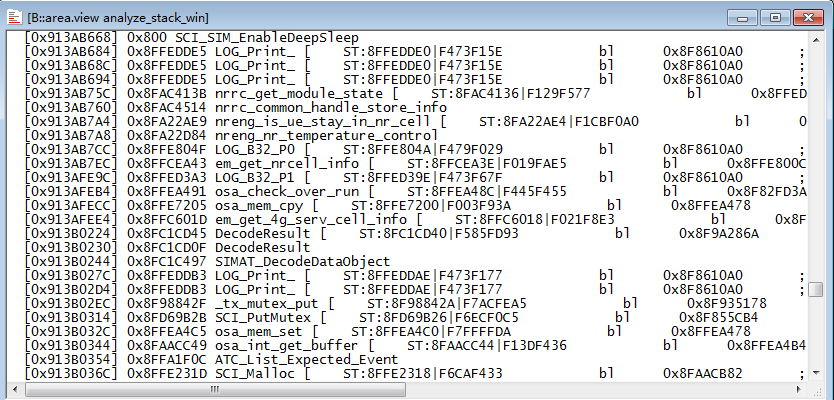 [B::area.view analyze_stack_win]
[0x913AB668] 0x800 SCI_SIM_EnableDeepSleep
[0x913AB684] 0x8FFEDDE5 LOG_Print_ [ ST:8FFEDDE0|F473F15E bl 0x8F8610A0 ;
[0x913AB68C] 0x8FFEDDE5 LOG_Print_ [ ST:8FFEDDE0|F473F15E bl 0x8F8610A0 ;
[0x913AB694] 0x8FFEDDE5 LOG_Print_ [ ST:8FFEDDE0|F473F15E bl 0x8F8610A0 ;
[0x913AB75C] 0x8FAC413B nrrc_get_module_state [ ST:8FAC4136|F129F577 bl 0x8FFED
[0x913AB760] 0x8FAC4514 nrrc_common_handle_store_info
[0x913AB7A4] 0x8FA22AE9 nreng_is_ue_stay_in_nr_cell [ ST:8FA22AE4|F1CBF0A0 bl 0
[0x913AB7A8] 0x8FA22D84 nreng_nr_temperature_control
[0x913AB7CC] 0x8FFE804F LOG_B32_P0 [ ST:8FFE804A|F479F029 bl 0x8F8610A0 ;
[0x913AB7EC] 0x8FFCEA43 em_get_nrcell_info [ ST:8FFCEA3E|F019FAE5 bl 0x8FFE800C
[0x913AFE9C] 0x8FFED3A3 LOG_B32_P1 [ ST:8FFED39E|F473F67F bl 0x8F8610A0 ;
[0x913AFEB4] 0x8FFEA491 osa_check_over_run [ ST:8FFEA48C|F445F455 bl 0x8F82FD3A
[0x913AFECC] 0x8FFE7205 osa_mem_cpy [ ST:8FFE7200|F003F93A bl 0x8FFEA478
[0x913AFEE4] 0x8FFC601D em_get_4g_serv_cell_info [ ST:8FFC6018|F021F8E3 bl 0x8F
[0x913B0224] 0x8FC1CD45 DecodeResult [ ST:8FC1CD40|F585FD93 bl 0x8F9A286A
[0x913B0230] 0x8FC1CD0F DecodeResult
[0x913B0244] 0x8FC1C497 SIMAT_DecodeDataObject
[0x913B027C] 0x8FFEDDB3 LOG_Print_ [ ST:8FFEDDAE|F473F177 bl 0x8F8610A0 ;
[0x913B02D4] 0x8FFEDDB3 LOG_Print_ [ ST:8FFEDDAE|F473F177 bl 0x8F8610A0 ;
[0x913B02EC] 0x8F98842F _tx_mutex_put [ ST:8F98842A|F7ACFEA5 bl 0x8F935178
[0x913B0314] 0x8FD69B2B SCI_PutMutex [ ST:8FD69B26|F6ECF0C5 bl 0x8F855CB4
[0x913B032C] 0x8FFEA4C5 osa_mem_set [ ST:8FFEA4C0|F7FFFFDA bl 0x8FFEA478
[0x913B0344] 0x8FAACC49 osa_int_get_buffer [ ST:8FAACC44|F13DF436 bl 0x8FFEA4B4
[0x913B0354] 0x8FFA1F0C ATC_List_Expected_Event
[0x913B036C] 0x8FFE231D SCI_Malloc [ ST:8FFE2318|F6CAF433 bl 0x8FAACB82 ;